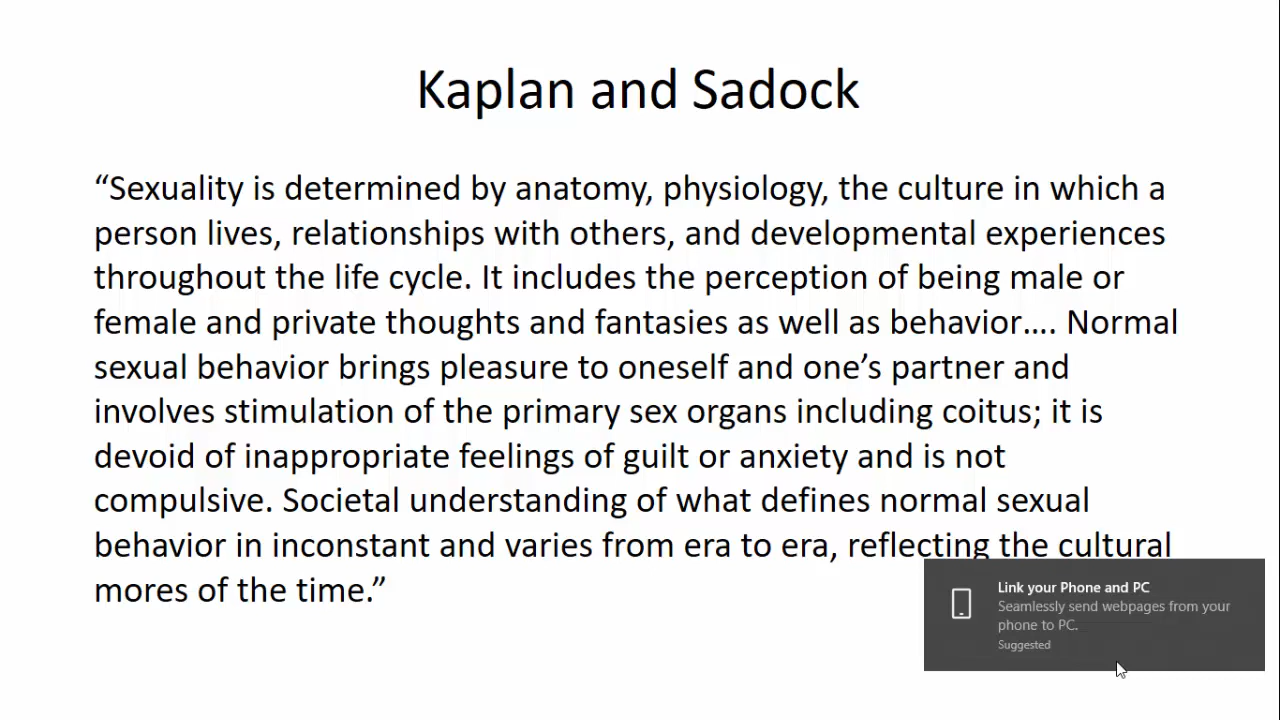 Kaplan and Sadock
“Sexuality is determined by anatomy, physiology, the culture in which a
person lives, relationships with others, and developmental experiences
throughout the life cycle. It includes the perception of being male or
female and private thoughts and fantasies as well as behavior.... Normal
sexual behavior brings pleasure to oneself and one’s partner and
involves stimulation of the primary sex organs including coitus; it is
devoid of inappropriate feelings of guilt or anxiety and is not
compulsive. Societal understanding of what defines normal sexual
behavior in inconstant and varies from era to era, reflecting the cultural
mores of the time.”
Link your Phone and PC
Seamlessly send webpages from your
phone to PC.
Suggested